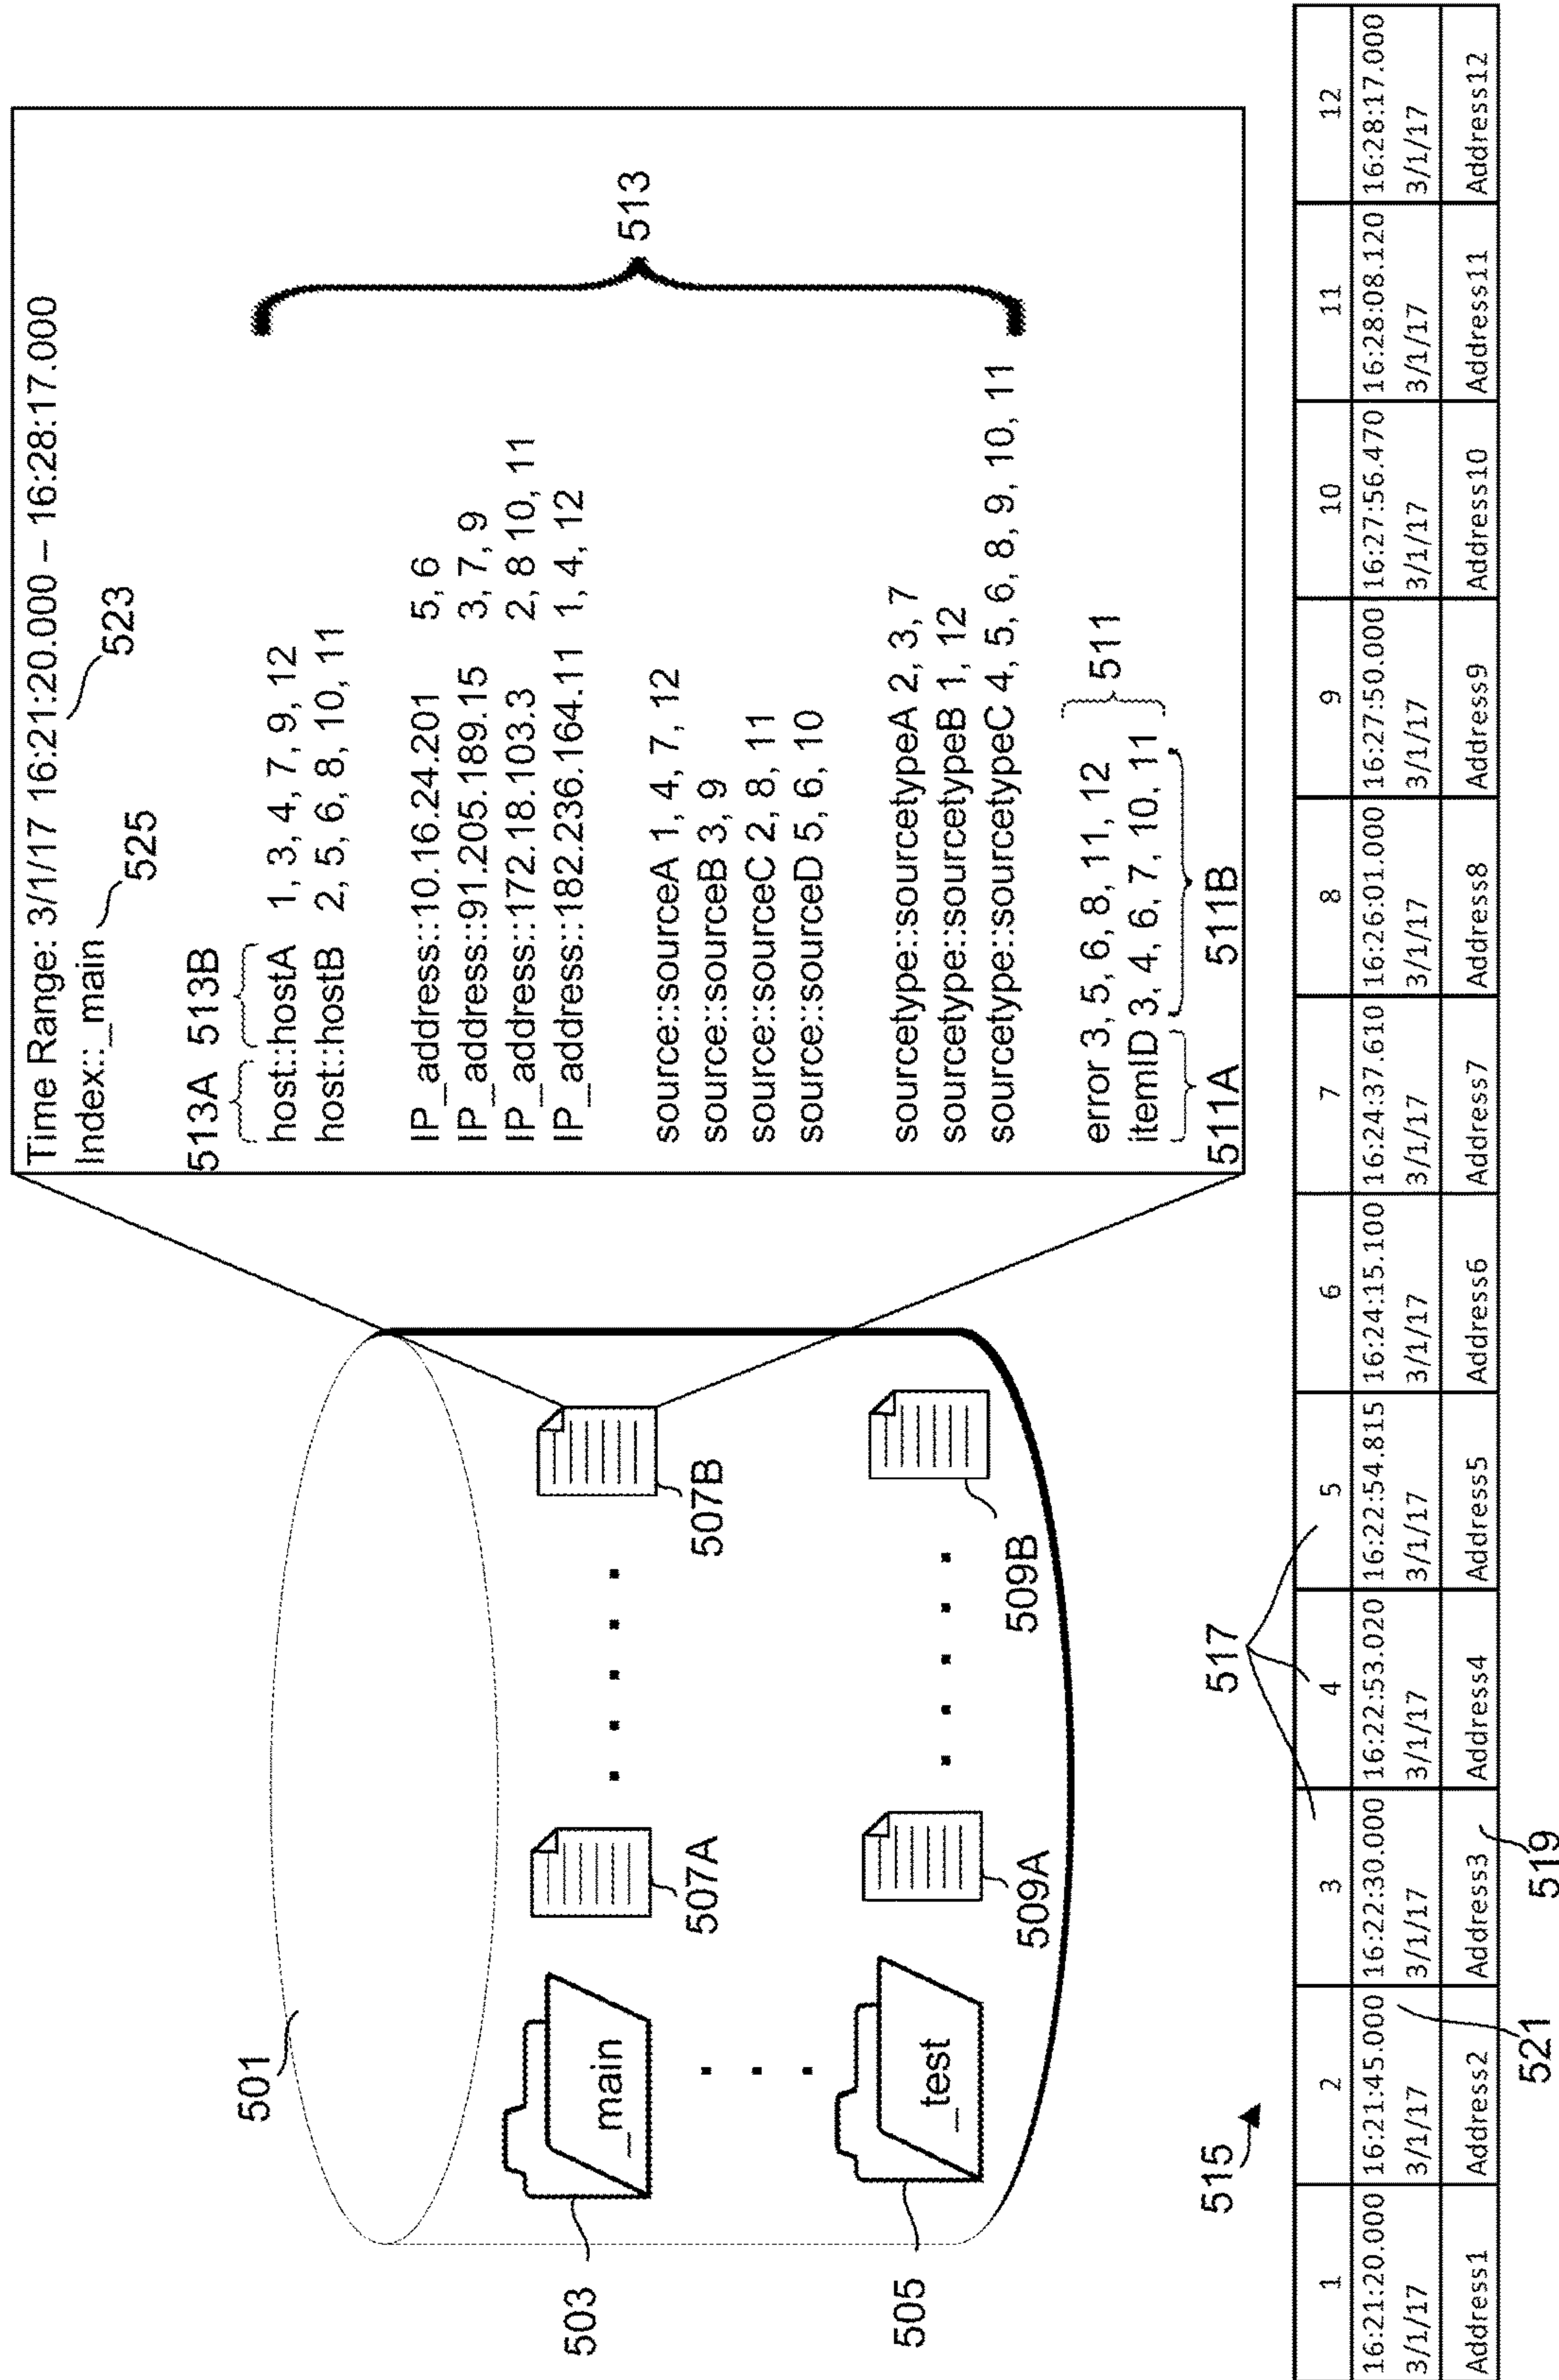 501
503
_main
507A
507B
505
_test
509A
509B
Time Range: 3/1/17 16:21:20.000 – 16:28:17.000
Index::_main
525
523
513A 513B
host::hostA 1, 3, 4, 7, 9, 12
host::hostB 2, 5, 6, 8, 10, 11
IP_address::10.16.24.201 5, 6
IP_address::91.205.189.15 3, 7, 9
IP_address::172.18.103.3 2, 8 10, 11
IP_address::182.236.164.11 1, 4, 12
513
source::sourceA 1, 4, 7, 12
source::sourceB 3, 9
source::sourceC 2, 8, 11
source::sourceD 5, 6, 10
sourcetype::sourcetypeA 2, 3, 7
sourcetype::sourcetypeB 1, 12
sourcetype::sourcetypeC 4, 5, 6, 8, 9, 10, 11
error 3, 5, 6, 8, 11, 12
itemID 3, 4, 6, 7, 10, 11
511
511A 511B
515
517
1 2 3 4 5 6 7 8 9 10 11 12
16:21:20.000 16:21:45.000 16:22:30.000 16:22:53.020 16:22:54.815 16:24:15.100 16:24:37.610 16:26:01.000 16:27:50.000 16:27:56.470 16:28:08.120 16:28:17.000
3/1/17 3/1/17 3/1/17 3/1/17 3/1/17 3/1/17 3/1/17 3/1/17 3/1/17 3/1/17 3/1/17 3/1/17
Address1 Address2 Address3 Address4 Address5 Address6 Address7 Address8 Address9 Address10 Address11 Address12
521
519